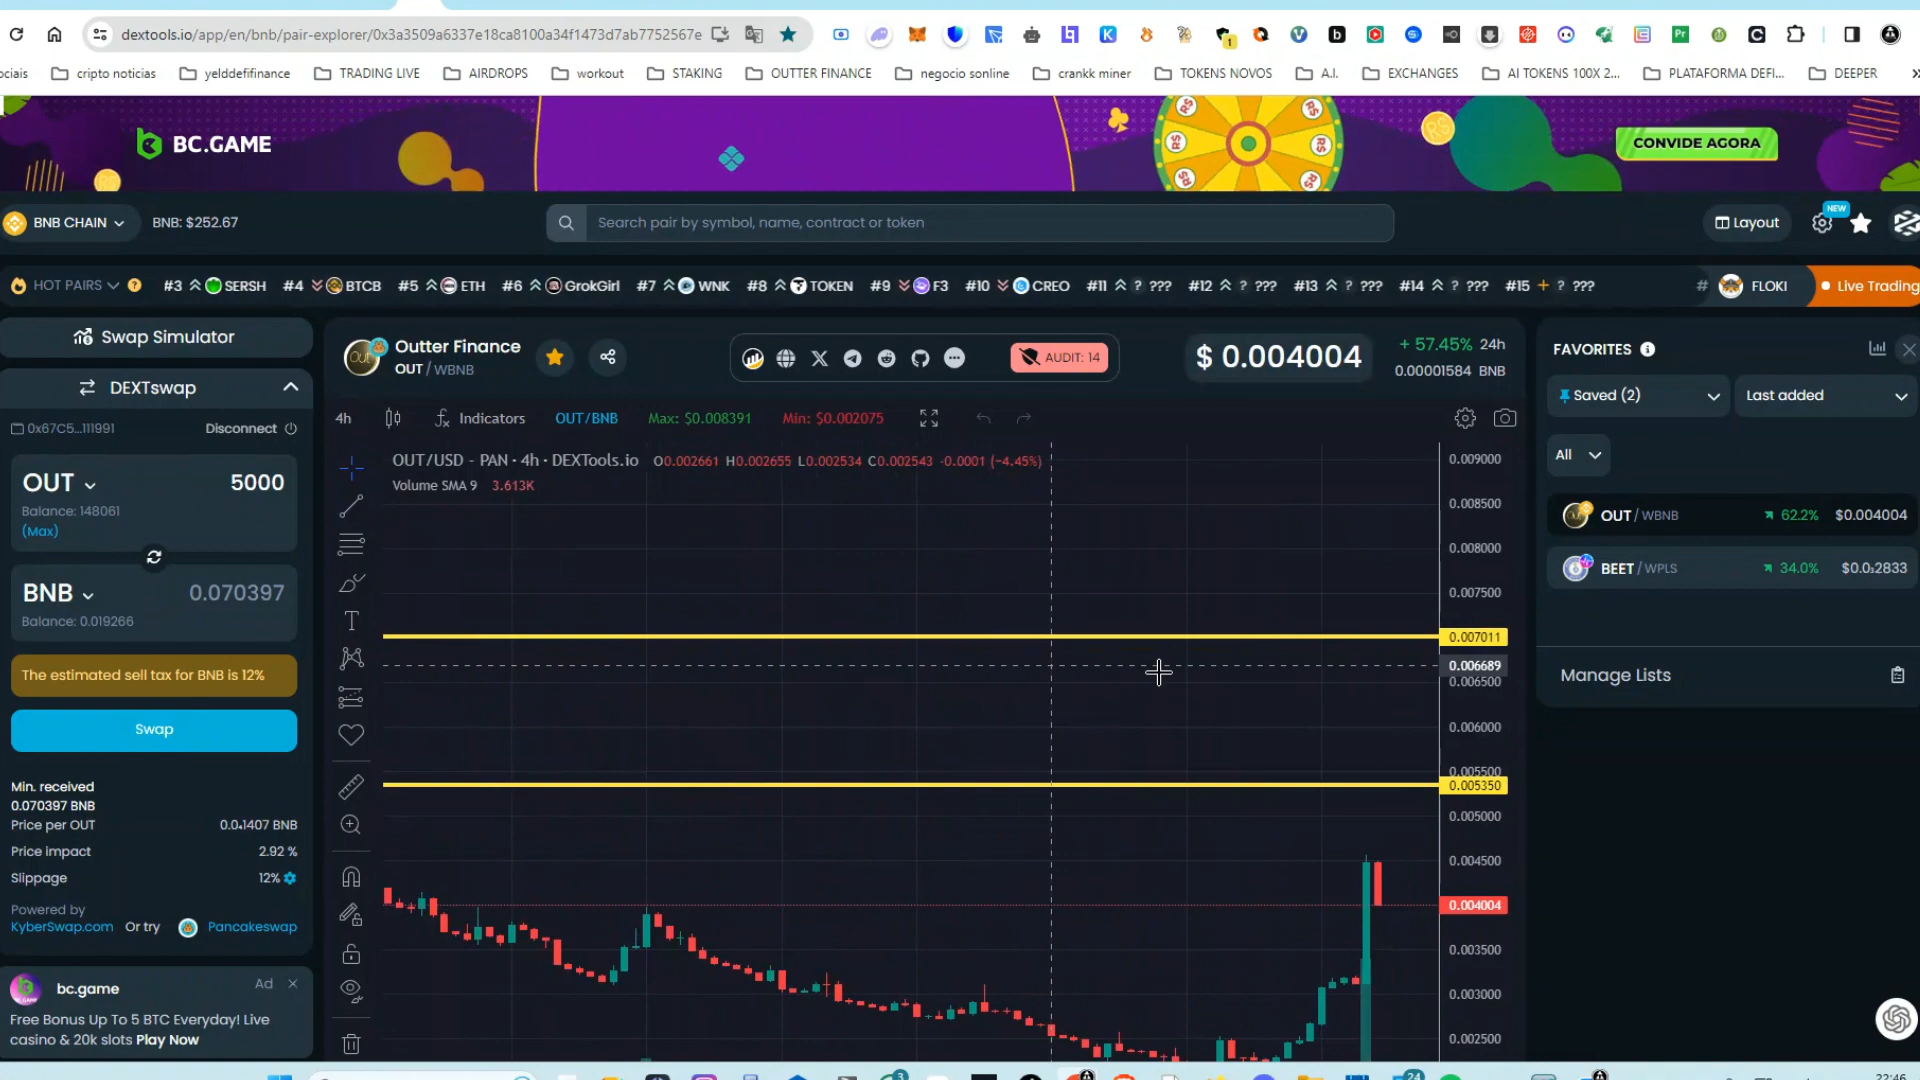 dextools.io/app/en/bnb/pair-explorer/0x3a3509a6337e18ca8100a34f1473d7ab7752567e
ociais cripto noticias yelddefifinance TRADING LIVE AIRDROPS workout STAKING OUTTER FINANCE negocio sonline crankk miner TOKENS NOVOS A.I. EXCHANGES AI TOKENS 100X 2... PLATAFORMA DEFI... DEEPER
BC.GAME
CONVIDE AGORA
BNB CHAIN BNB: $252.67
Search pair by symbol, name, contract or token
Layout
NEW
HOT PAIRS #3 SERSH #4 BTCB #5 ETH #6 GrokGirl #7 WNK #8 TOKEN #9 F3 #10 CREO #11 ? ??? #12 ? ??? #13 ? ??? #14 ? ??? #15 + ? ??? # FLOKI Live Trading
Swap Simulator
DEXTswap
0x67C5...111991 Disconnect
OUT 5000
Balance: 148061
(Max)
BNB 0.070397
Balance: 0.019266
The estimated sell tax for BNB is 12%
Swap
Min. received
0.070397 BNB
Price per OUT 0.0₄1407 BNB
Price impact 2.92 %
Slippage 12%
Powered by
KyberSwap.com Or try Pancakeswap
bc.game Ad
Free Bonus Up To 5 BTC Everyday! Live
casino & 20k slots Play Now
Outter Finance
OUT / WBNB
AUDIT: 14
$ 0.004004
+ 57.45% 24h
0.00001584 BNB
4h Indicators OUT/BNB Max: $0.008391 Min: $0.002075
OUT/USD - PAN · 4h · DEXTools.io O0.002661 H0.002655 L0.002534 C0.002543 -0.0001 (−4.45%)
Volume SMA 9 3.613K
0.009000
0.008500
0.008000
0.007500
0.007011
0.006689
0.006500
0.006000
0.005500
0.005350
0.005000
0.004500
0.004004
0.003500
0.003000
0.002500
FAVORITES
Saved (2) Last added
All
OUT / WBNB 62.2% $0.004004
BEET / WPLS 34.0% $0.0₂2833
Manage Lists
3
24
22:46